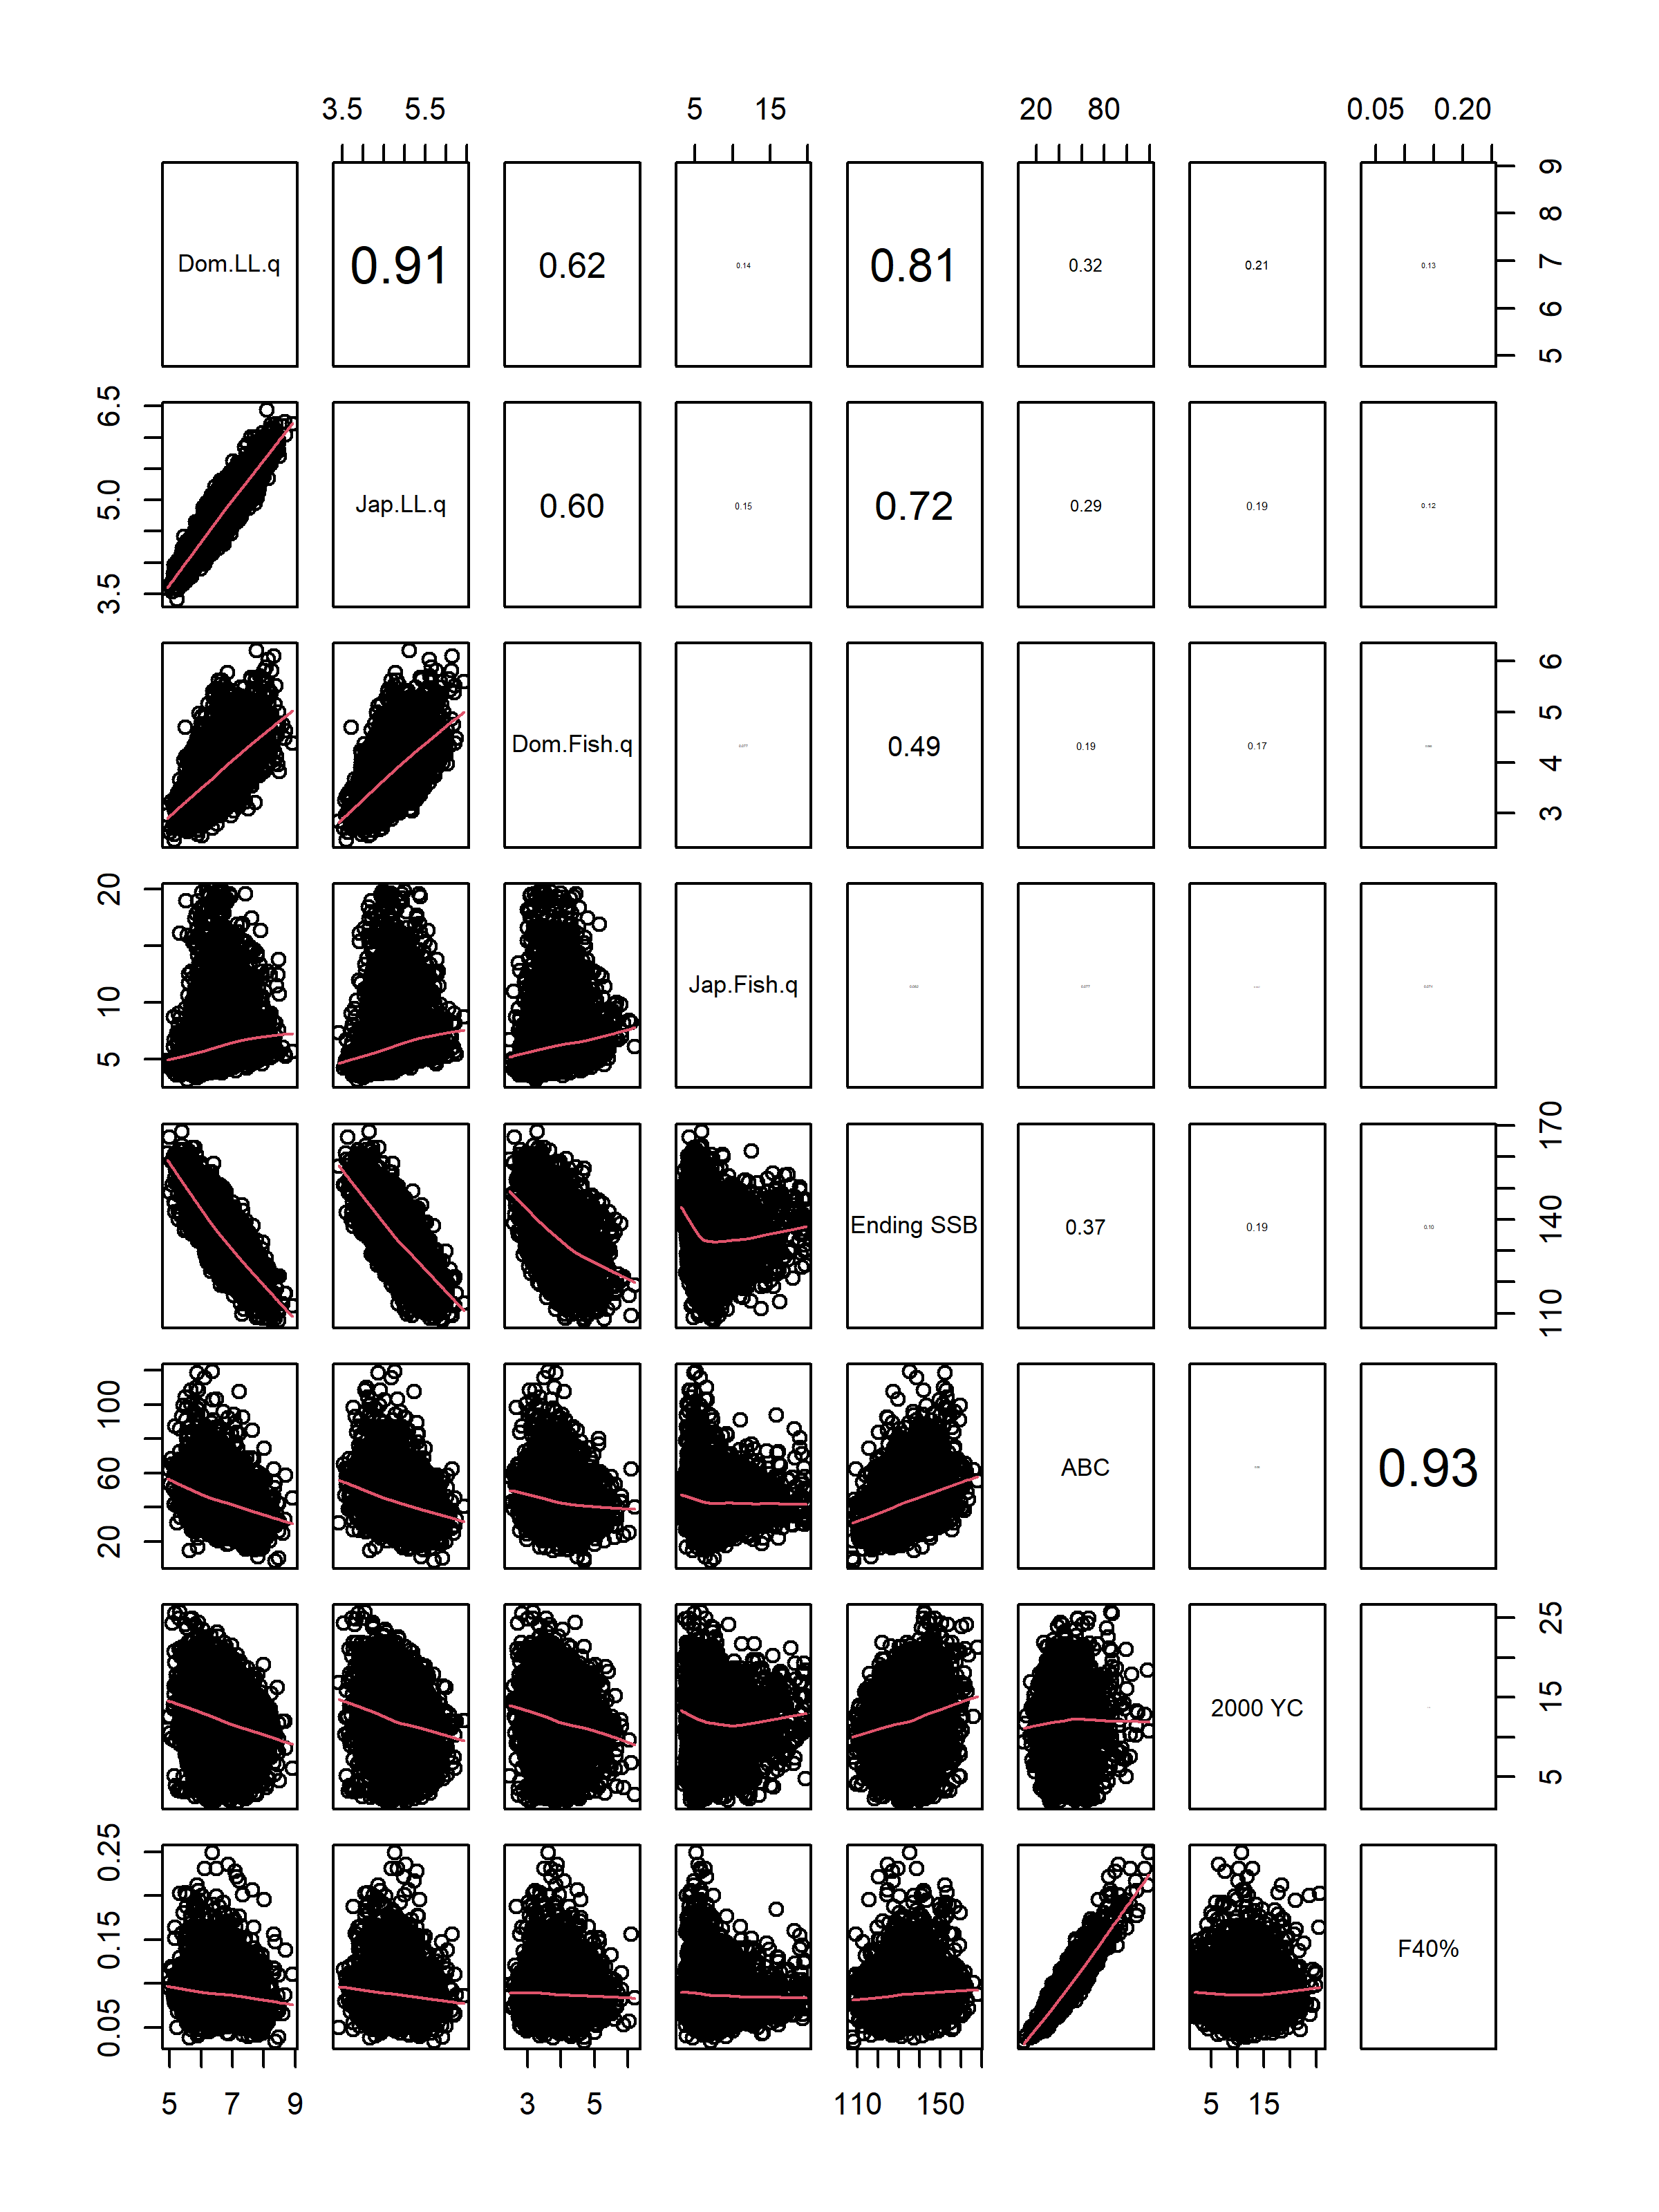 3.5 5.5 5 15 20 80 0.05 0.20
Dom.LL.q 0.91 0.62 0.14 0.81 0.32 0.21 0.13
9
8
7
6
5
6.5
5.0
3.5
Jap.LL.q 0.60 0.15 0.72 0.29 0.19 0.12
Dom.Fish.q 0.49 0.19 0.17
6
5
4
3
20
10
5
Jap.Fish.q
Ending SSB 0.37 0.19 0.10
170
140
110
100
60
20
ABC 0.93
2000 YC
25
15
5
0.25
0.15
0.05
F40%
5 7 9 3 5 110 150 5 15